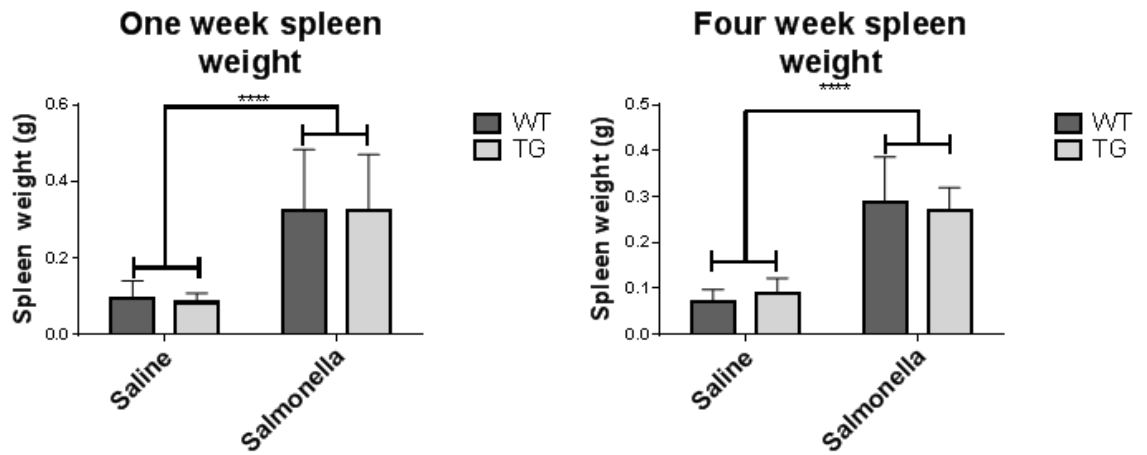 One week spleen
weight
Spleen weight (g)
0.6
0.4
0.2
0.0
****
WT
TG
Saline
Salmonella
Four week spleen
weight
Spleen weight (g)
0.5
0.4
0.3
0.2
0.1
0.0
****
WT
TG
Saline
Salmonella